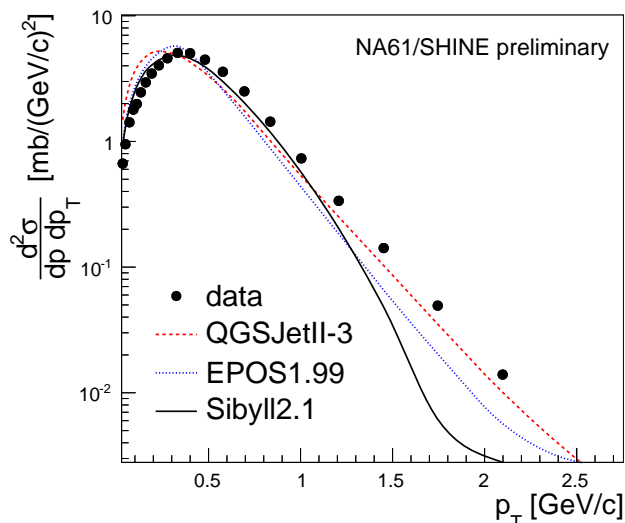 NA61/SHINE preliminary
d²σ
dp dp_T
[mb/(GeV/c)²]
10
1
10⁻¹
10⁻²
data
QGSJetII-3
EPOS1.99
Sibyll2.1
0.5 1 1.5 2 2.5
p_T [GeV/c]